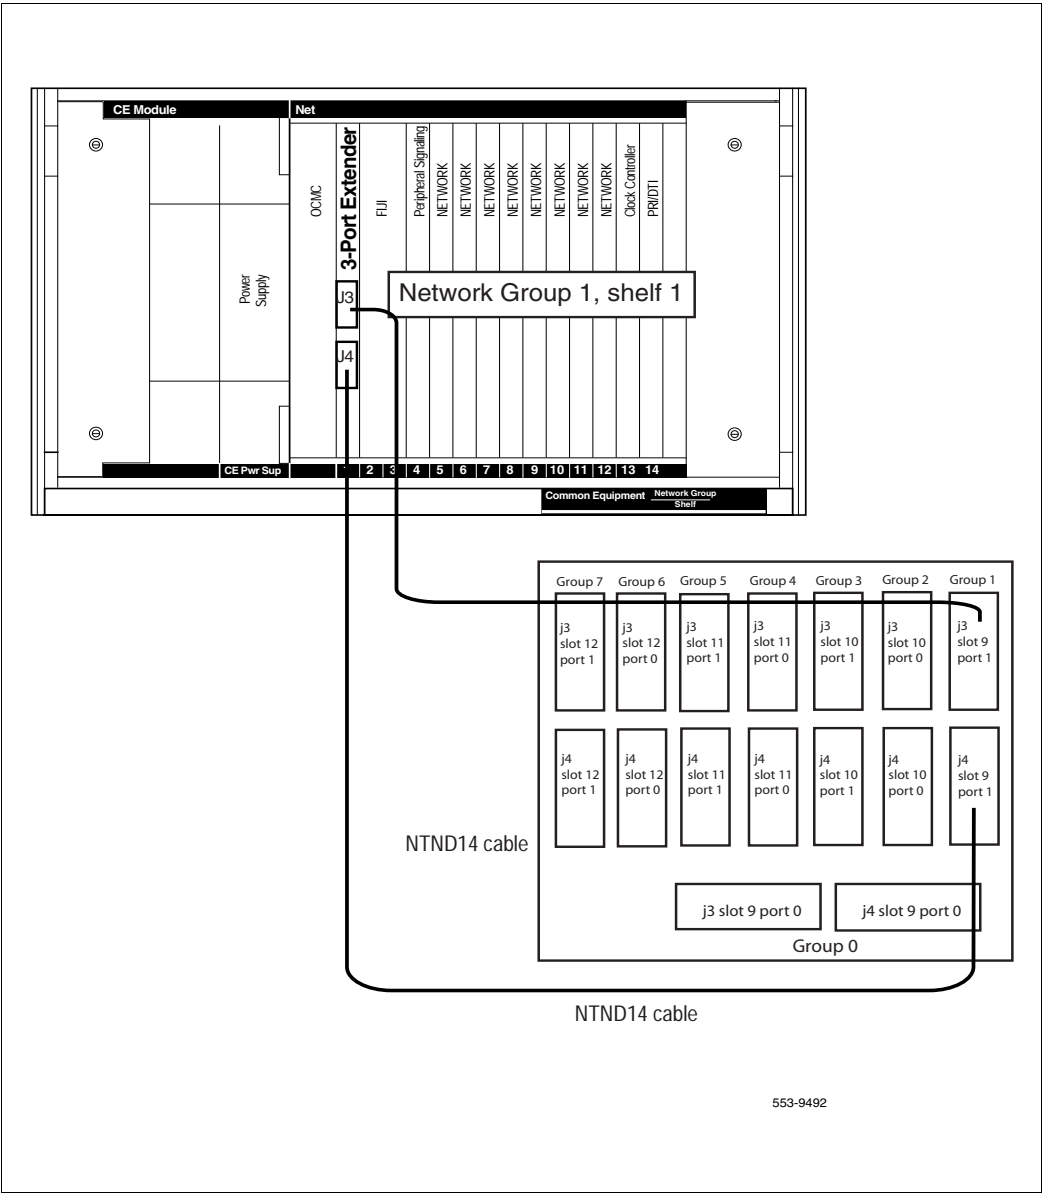 CE Module
Net
OCMC
3-Port Extender
FIJI
Peripheral Signaling
NETWORK
NETWORK
NETWORK
NETWORK
NETWORK
NETWORK
NETWORK
NETWORK
Clock Controller
PRI/DTI
Power
Supply
J3
Network Group 1, shelf 1
J4
CE Pwr Sup
1 2 3 4 5 6 7 8 9 10 11 12 13 14
Common Equipment
Network Group
Shelf
Group 7 Group 6 Group 5 Group 4 Group 3 Group 2 Group 1
j3
slot 12
port 1
j3
slot 12
port 0
j3
slot 11
port 1
j3
slot 11
port 0
j3
slot 10
port 1
j3
slot 10
port 0
j3
slot 9
port 1
j4
slot 12
port 1
j4
slot 12
port 0
j4
slot 11
port 1
j4
slot 11
port 0
j4
slot 10
port 1
j4
slot 10
port 0
j4
slot 9
port 1
NTND14 cable
j3 slot 9 port 0
j4 slot 9 port 0
Group 0
NTND14 cable
553-9492